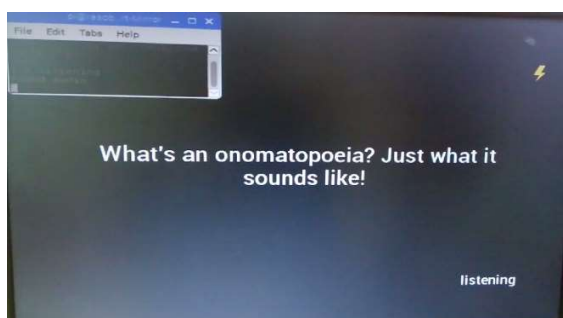 File Edit Tabs Help
What's an onomatopoeia? Just what it
sounds like!
listening